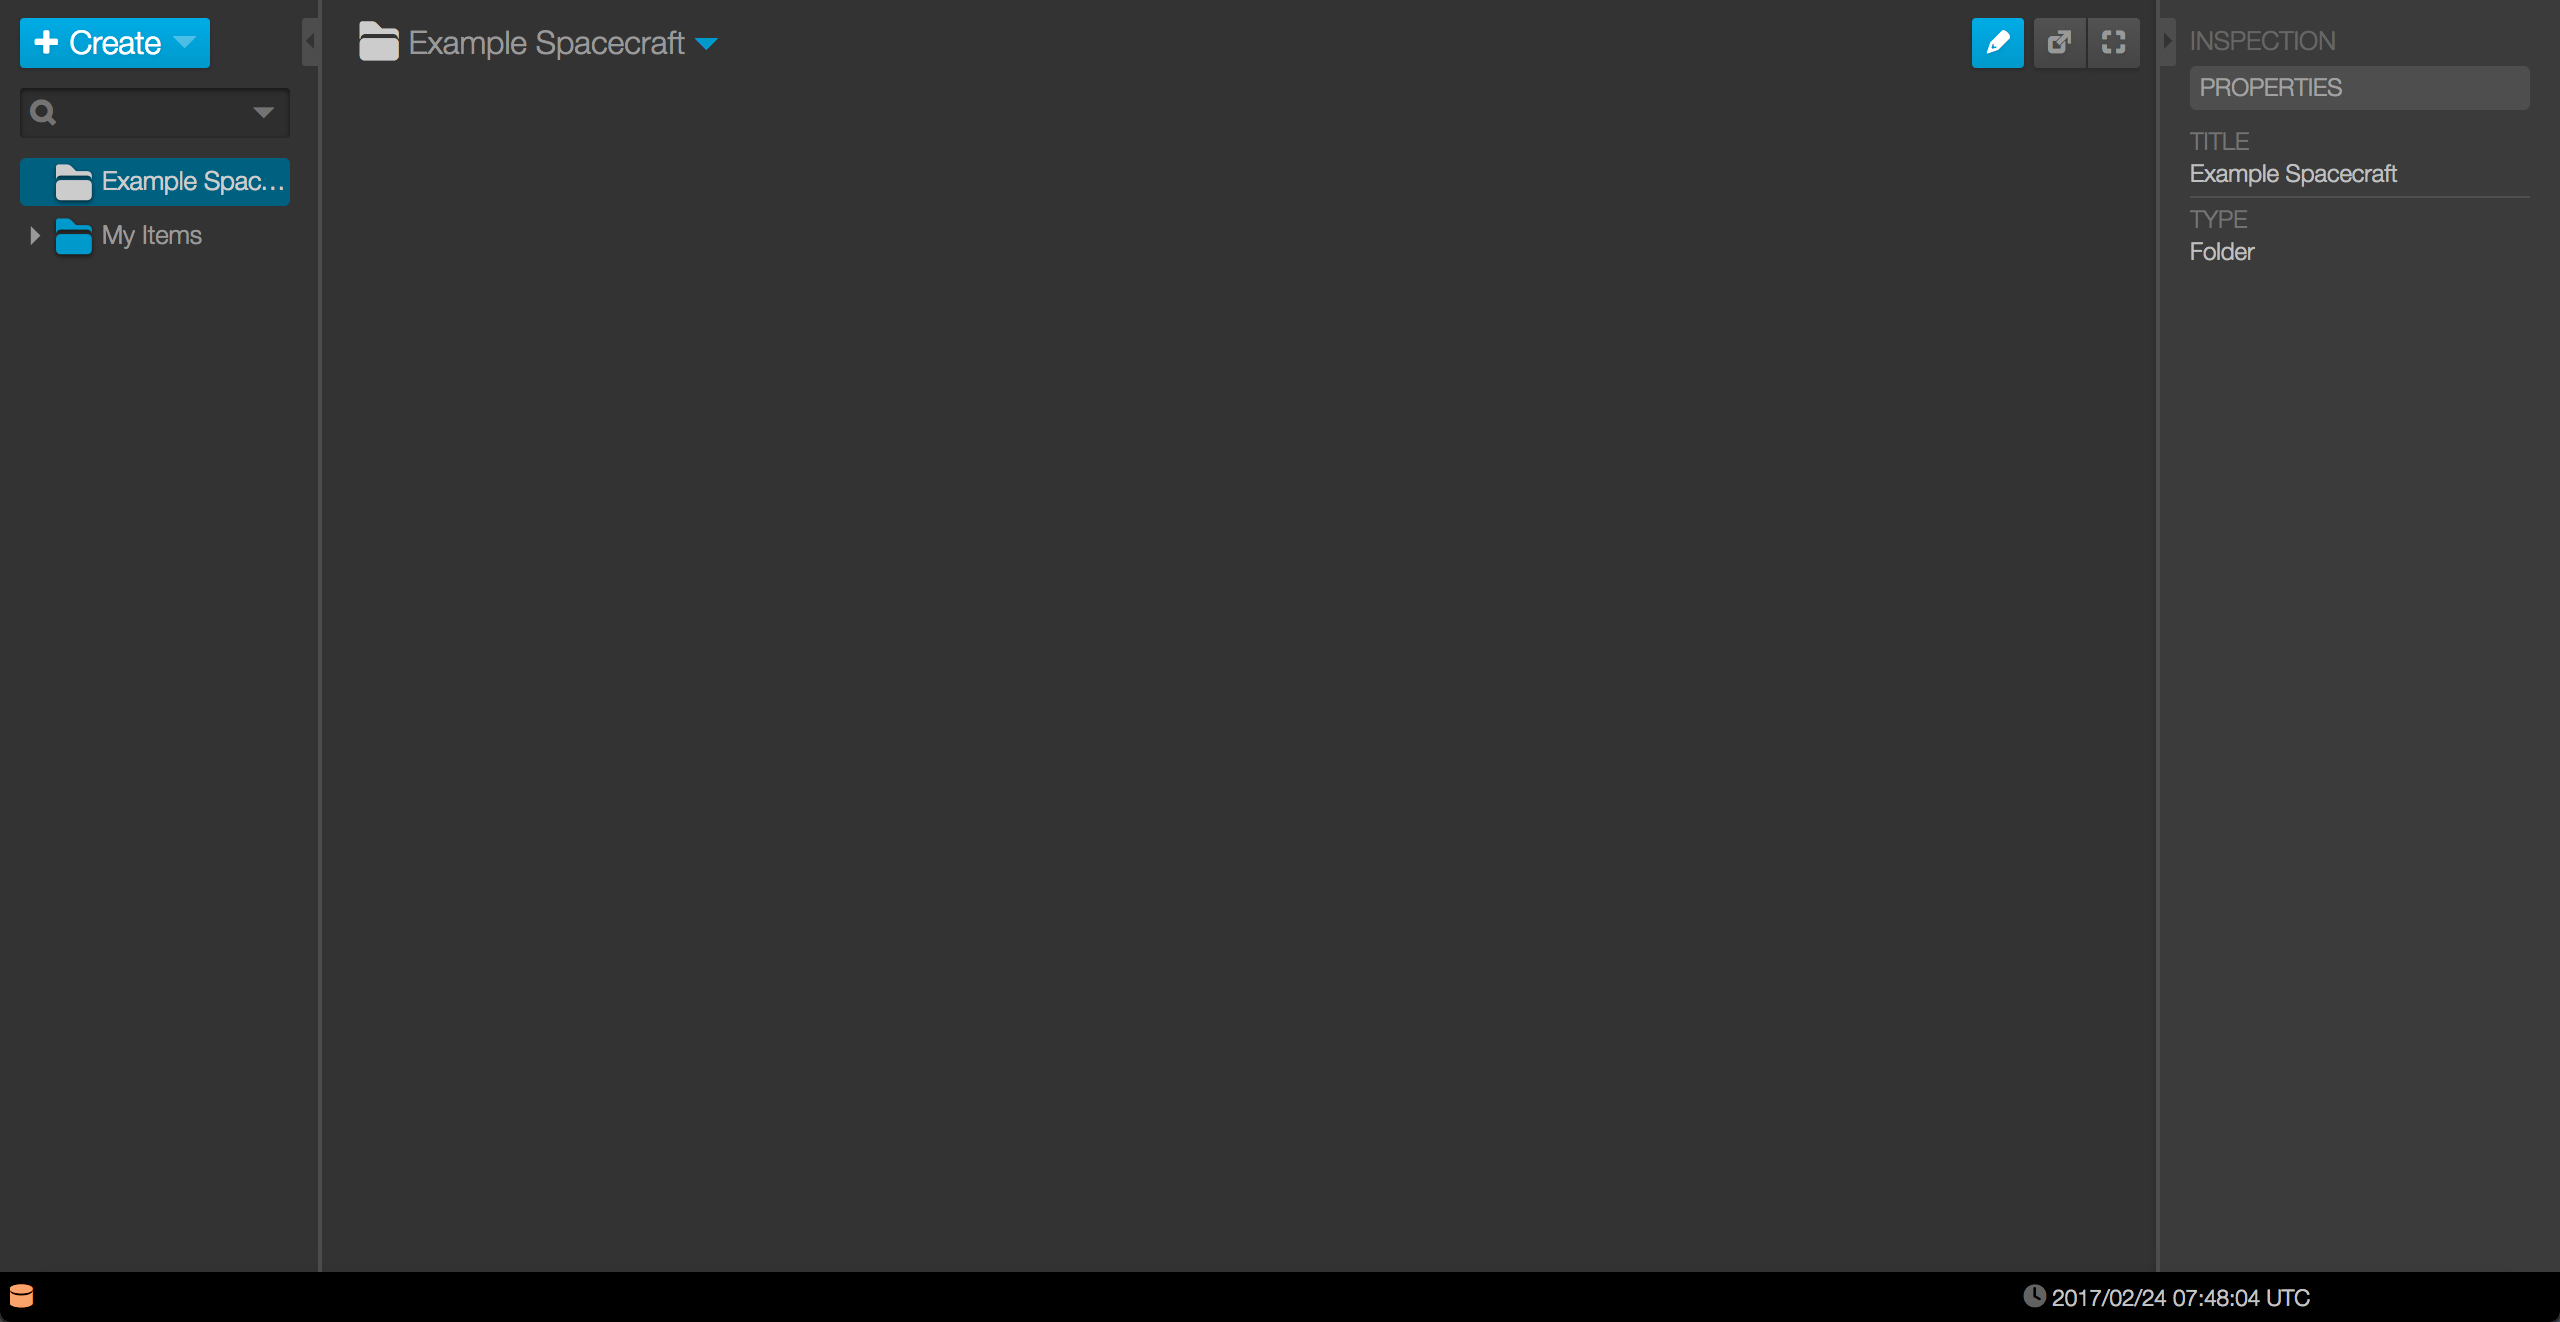 Create
Example Spac...
My Items
Example Spacecraft
INSPECTION
PROPERTIES
TITLE
Example Spacecraft
TYPE
Folder
2017/02/24 07:48:04 UTC